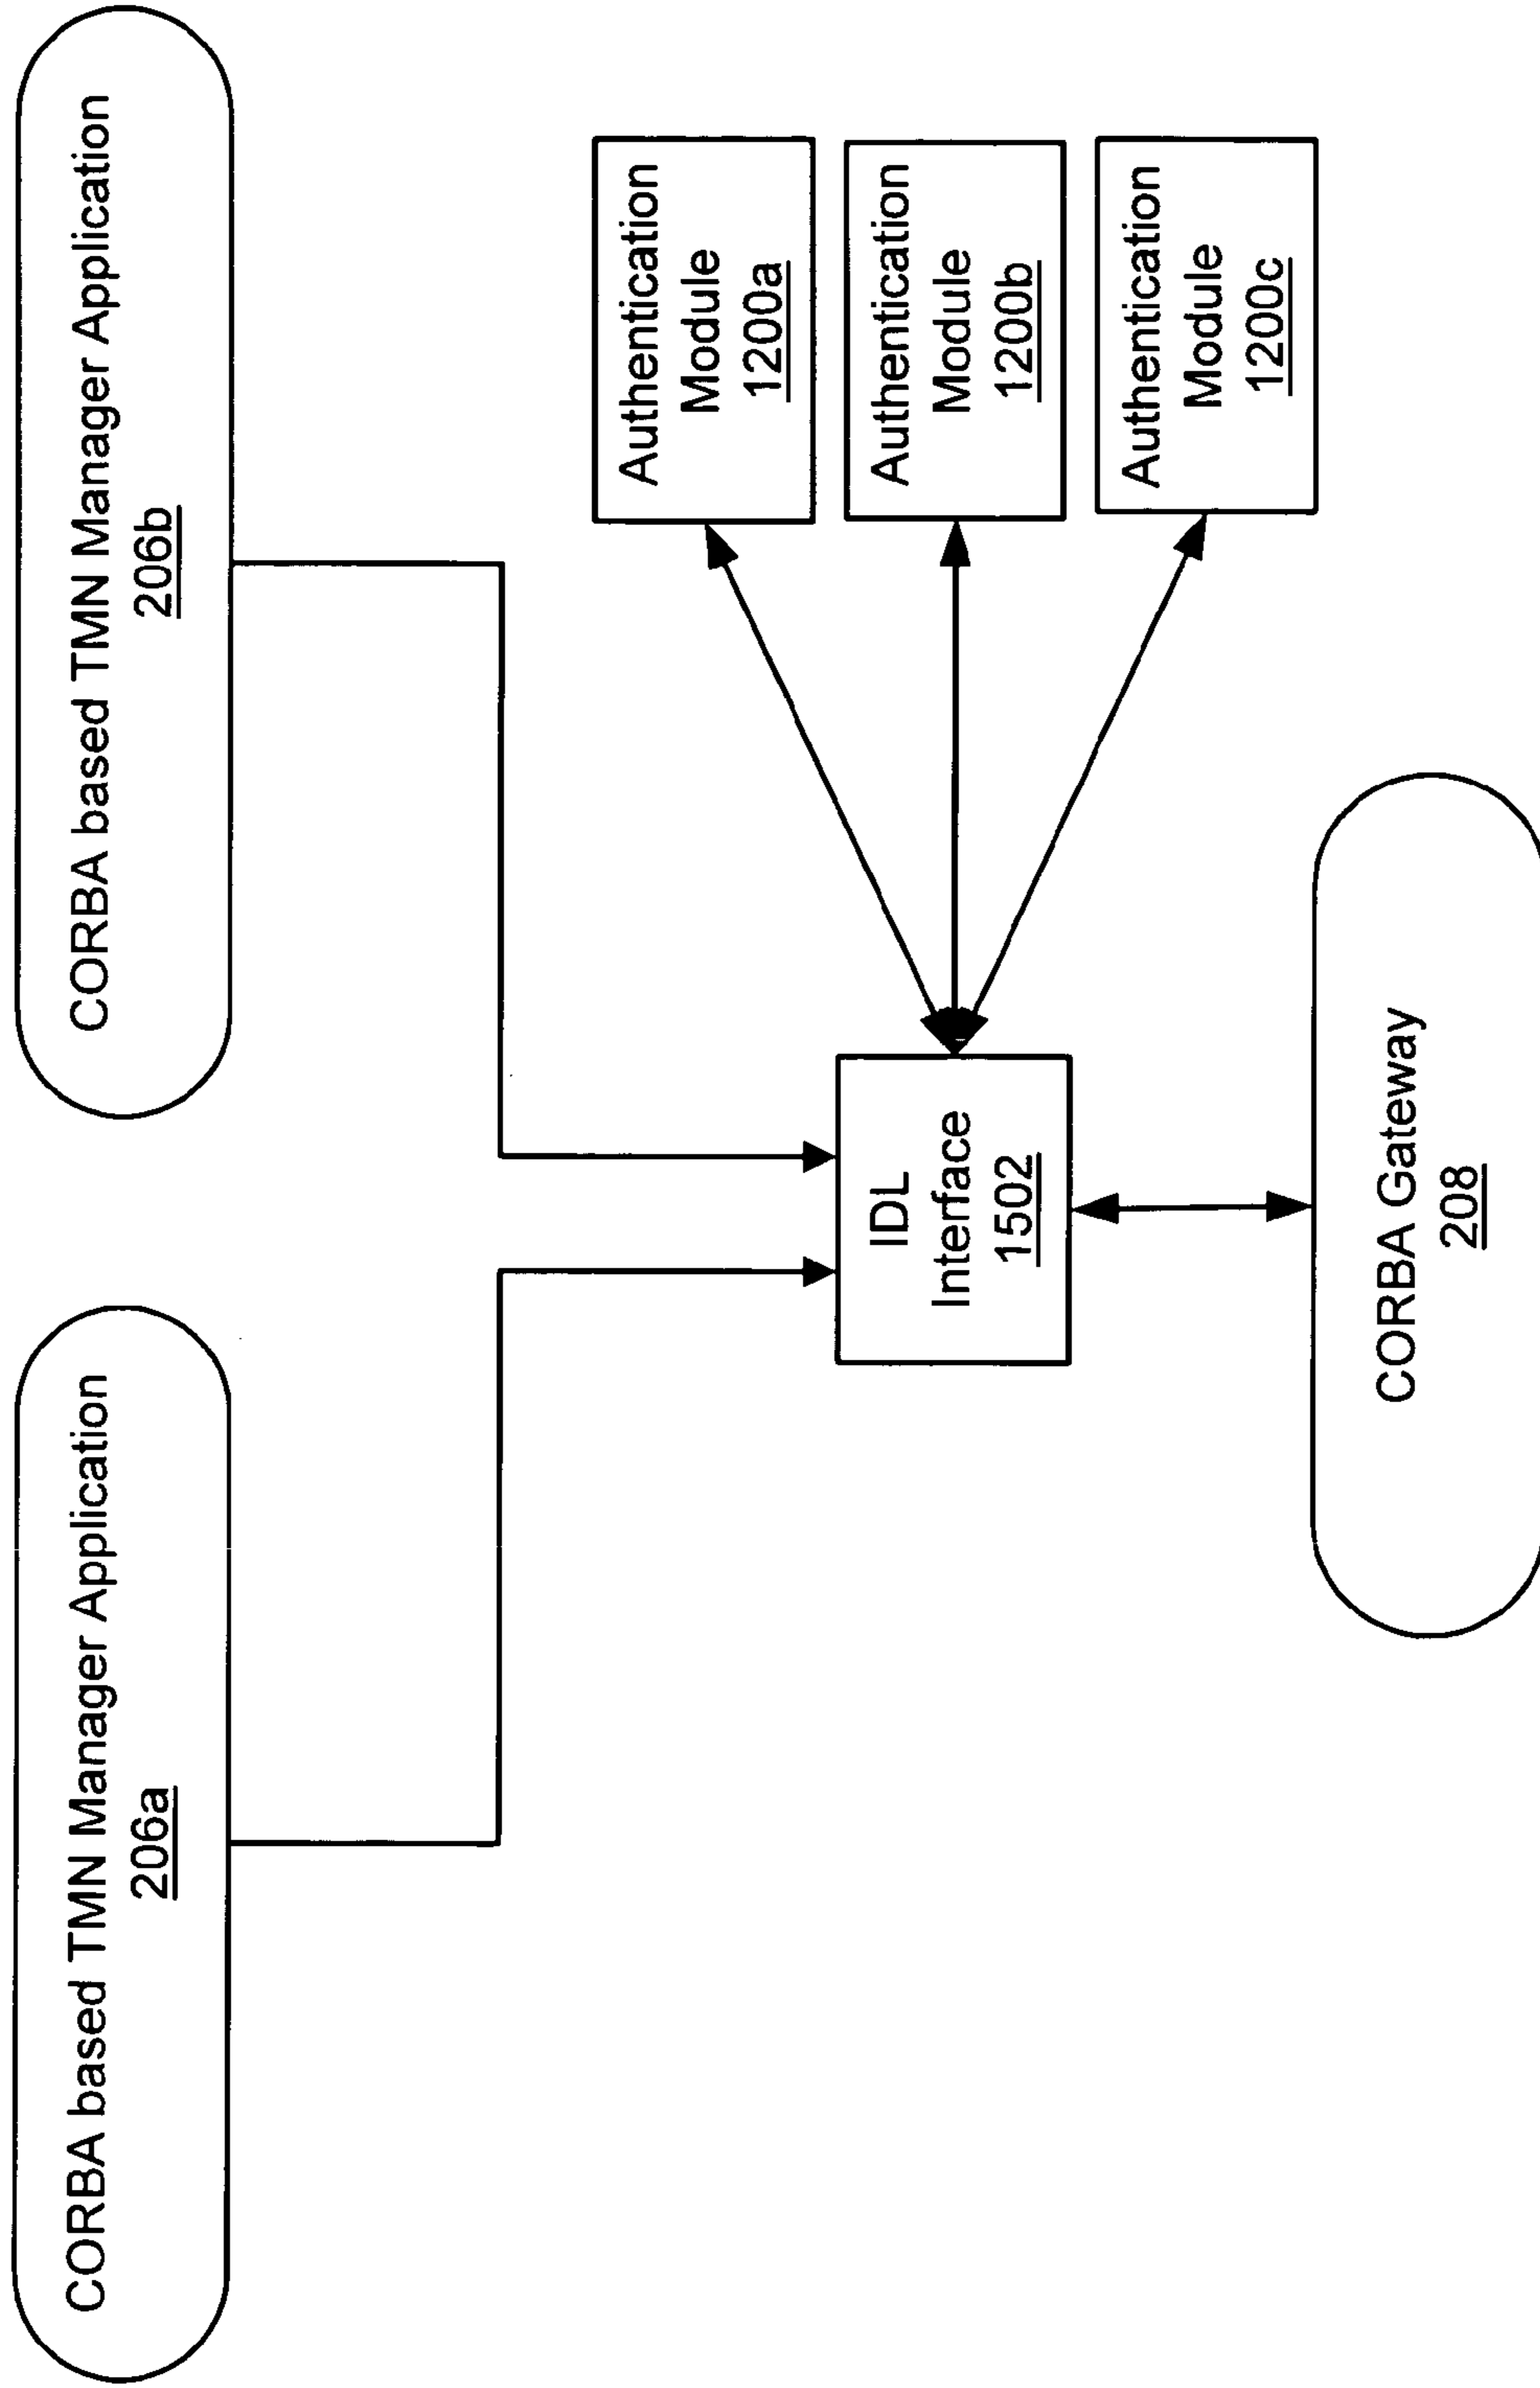 CORBA based TMN Manager Application
206a
CORBA based TMN Manager Application
206b
Authentication
Module
1200a
Authentication
Module
1200b
Authentication
Module
1200c
IDL
Interface
1502
CORBA Gateway
208